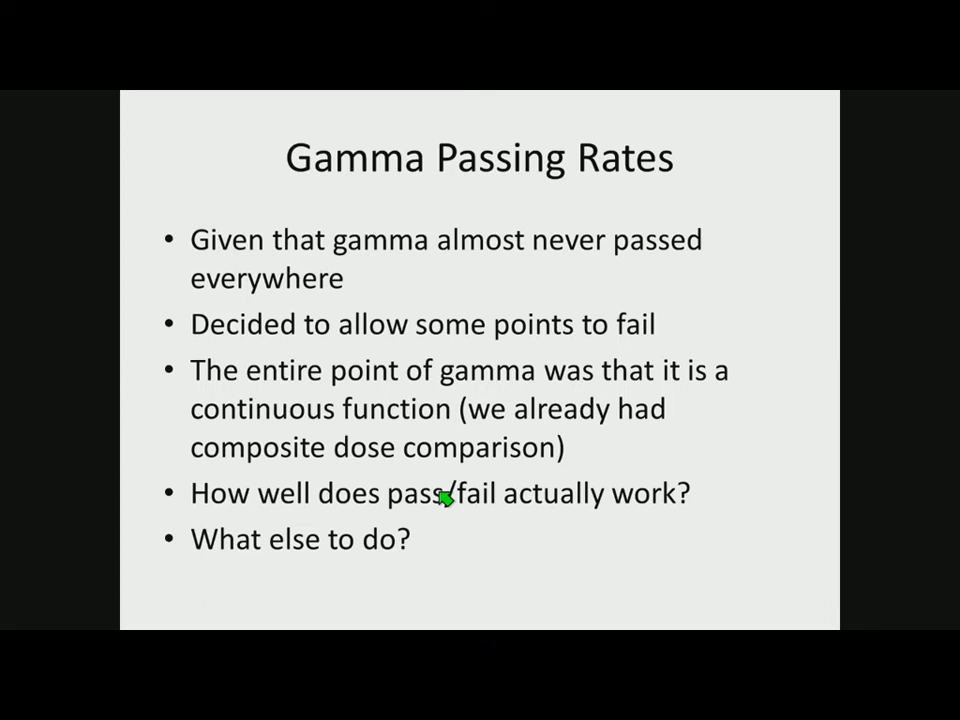 Gamma Passing Rates
• Given that gamma almost never passed
everywhere
• Decided to allow some points to fail
• The entire point of gamma was that it is a
continuous function (we already had
composite dose comparison)
• How well does pass/fail actually work?
• What else to do?